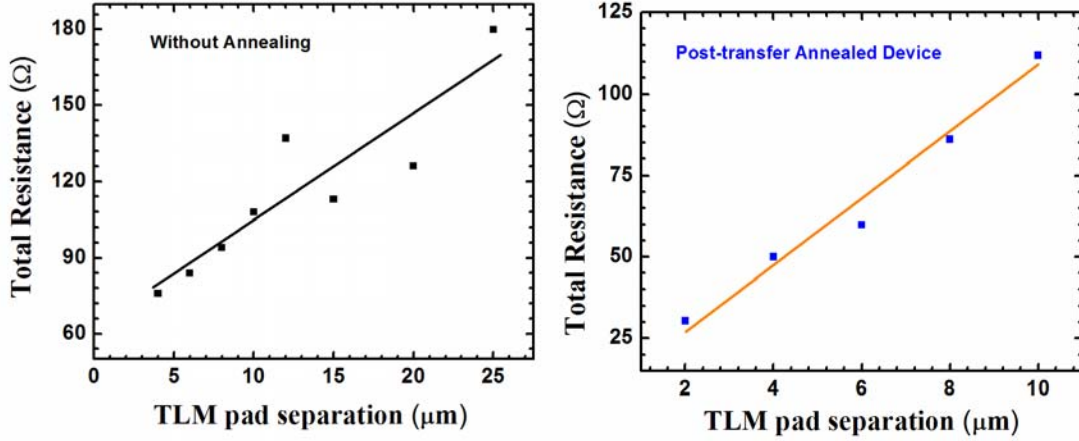 Without Annealing
Total Resistance (Ω)
180
150
120
90
60
0 5 10 15 20 25
TLM pad separation (μm)
Post-transfer Annealed Device
Total Resistance (Ω)
125
100
75
50
25
2 4 6 8 10
TLM pad separation (μm)